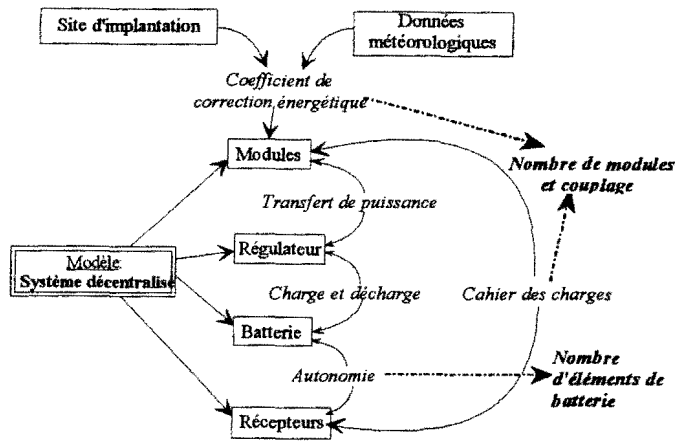 Site d'implantation
Données
météorologiques
Coefficient de
correction énergétique
Modules
Nombre de modules
et couplage
Transfert de puissance
Régulateur
Modèle
Système décentralisé
Charge et décharge
Cahier des charges
Batterie
Autonomie
Nombre
d'éléments de
batterie
Récepteurs